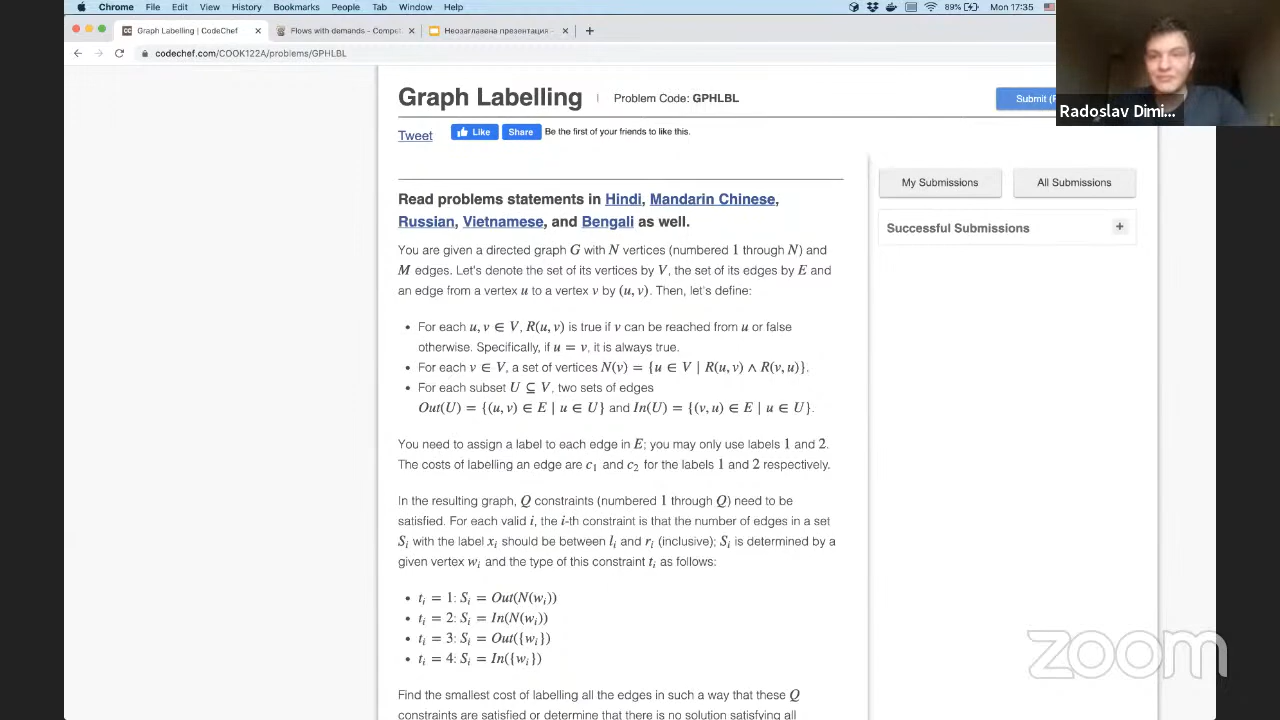 Chrome File Edit View History Bookmarks People Tab Window Help 89% Mon 17:35
Graph Labelling | CodeChef Flows with demands - Compet Неозаглавена презентация -
codechef.com/COOK122A/problems/GPHLBL
Graph Labelling Problem Code: GPHLBL Submit
Radoslav Dimi...
Tweet Like Share Be the first of your friends to like this.
My Submissions All Submissions
Successful Submissions +
Read problems statements in Hindi, Mandarin Chinese,
Russian, Vietnamese, and Bengali as well.
You are given a directed graph G with N vertices (numbered 1 through N) and
M edges. Let's denote the set of its vertices by V, the set of its edges by E and
an edge from a vertex u to a vertex v by (u, v). Then, let's define:
• For each u, v ∈ V, R(u, v) is true if v can be reached from u or false
otherwise. Specifically, if u = v, it is always true.
• For each v ∈ V, a set of vertices N(v) = {u ∈ V | R(u, v) ∧ R(v, u)}.
• For each subset U ⊆ V, two sets of edges
Out(U) = {(u, v) ∈ E | u ∈ U} and In(U) = {(v, u) ∈ E | u ∈ U}.
You need to assign a label to each edge in E; you may only use labels 1 and 2.
The costs of labelling an edge are c₁ and c₂ for the labels 1 and 2 respectively.
In the resulting graph, Q constraints (numbered 1 through Q) need to be
satisfied. For each valid i, the i-th constraint is that the number of edges in a set
Sᵢ with the label xᵢ should be between lᵢ and rᵢ (inclusive); Sᵢ is determined by a
given vertex wᵢ and the type of this constraint tᵢ as follows:
• tᵢ = 1: Sᵢ = Out(N(wᵢ))
• tᵢ = 2: Sᵢ = In(N(wᵢ))
• tᵢ = 3: Sᵢ = Out({wᵢ})
• tᵢ = 4: Sᵢ = In({wᵢ})
zoom
Find the smallest cost of labelling all the edges in such a way that these Q
constraints are satisfied or determine that there is no solution satisfying all